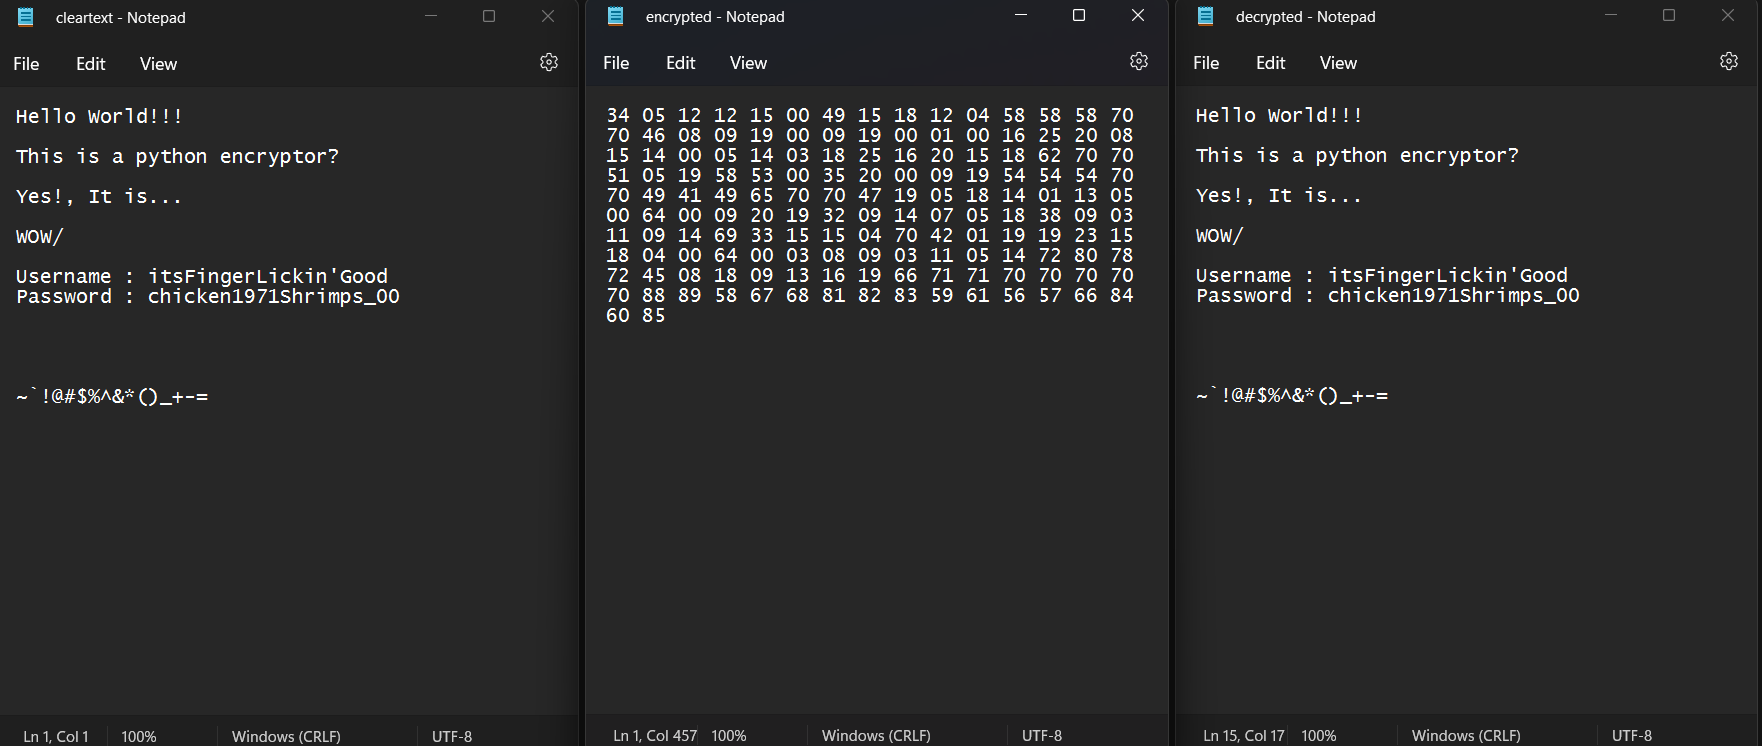 cleartext - Notepad
File Edit View
Hello World!!!
This is a python encryptor?
Yes!, It is...
WOW/
Username : itsFingerLickin'Good
Password : chicken1971Shrimps_OO
~`!@#$%^&*()_+-=
Ln 1, Col 1 100% Windows (CRLF) UTF-8
encrypted - Notepad
File Edit View
34 05 12 12 15 00 49 15 18 12 04 58 58 58 70
70 46 08 09 19 00 09 19 00 01 00 16 25 20 08
15 14 00 05 14 03 18 25 16 20 15 18 62 70 70
51 05 19 58 53 00 35 20 00 09 19 54 54 54 70
70 49 41 49 65 70 70 47 19 05 18 14 01 13 05
00 64 00 09 20 19 32 09 14 07 05 18 38 09 03
11 09 14 69 33 15 15 04 70 42 01 19 19 23 15
18 04 00 64 00 03 08 09 03 11 05 14 72 80 78
72 45 08 18 09 13 16 19 66 71 71 70 70 70 70
70 88 89 58 67 68 81 82 83 59 61 56 57 66 84
60 85
Ln 1, Col 457 100% Windows (CRLF) UTF-8
decrypted - Notepad
File Edit View
Hello World!!!
This is a python encryptor?
Yes!, It is...
WOW/
Username : itsFingerLickin'Good
Password : chicken1971Shrimps_OO
~`!@#$%^&*()_+-=
Ln 15, Col 17 100% Windows (CRLF) UTF-8